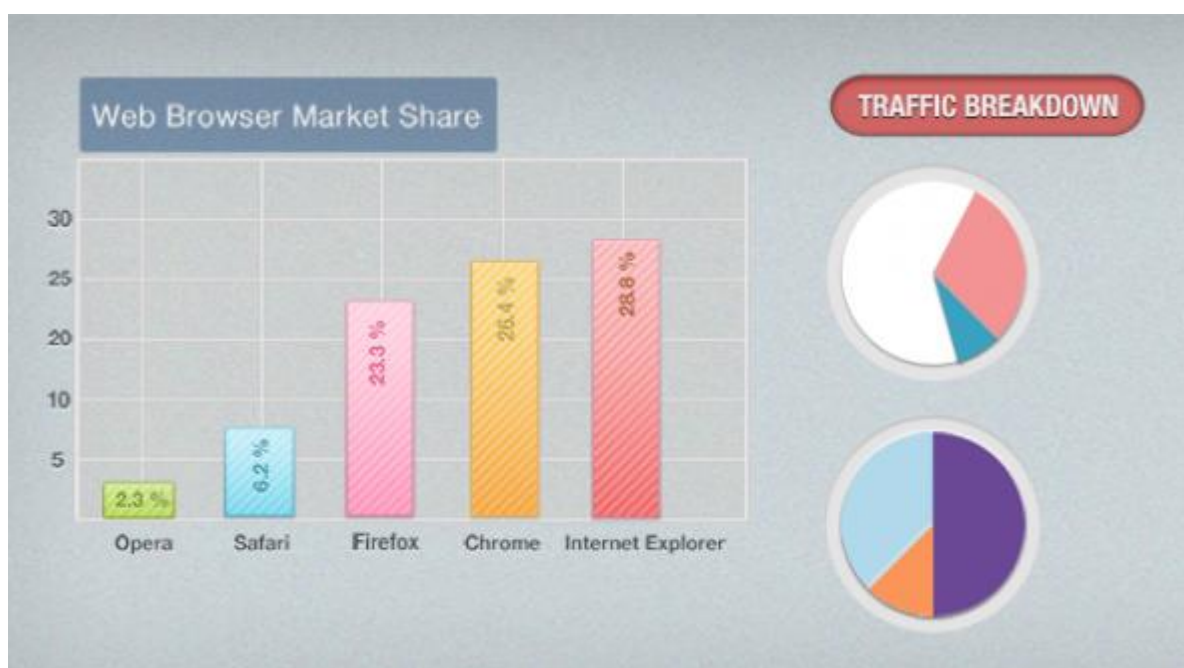 Web Browser Market Share
TRAFFIC BREAKDOWN
30
25
20
10
5
2.3 %
6.2 %
23.3 %
26.4 %
28.8 %
Opera
Safari
Firefox
Chrome
Internet Explorer